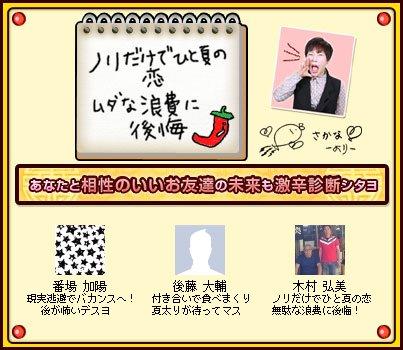 ノリだけでひと夏の
恋
ムダな浪費に
後悔
さかな
ーのりー
あなたと相性のいいお友達の未来も激辛診断ンタヨ
番場 加陽
現実逃避でバカンスへ!
後が怖いデスヨ
後藤 大輔
付き合いで食べまくり
夏太りが待ってマス
木村 弘美
ノリだけでひと夏の恋
無駄な浪費に後悔!